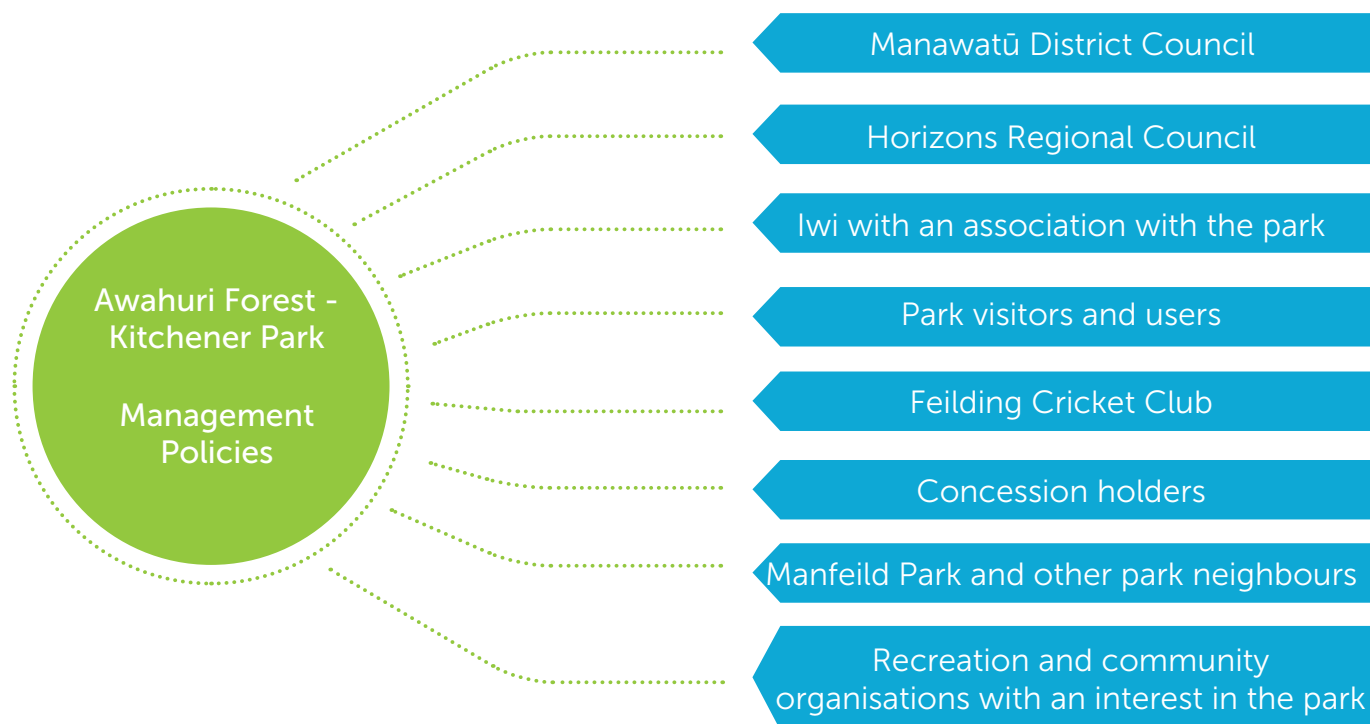 Awahuri Forest -
Kitchener Park
Management
Policies
Manawatū District Council
Horizons Regional Council
Iwi with an association with the park
Park visitors and users
Feilding Cricket Club
Concession holders
Manfeild Park and other park neighbours
Recreation and community
organisations with an interest in the park